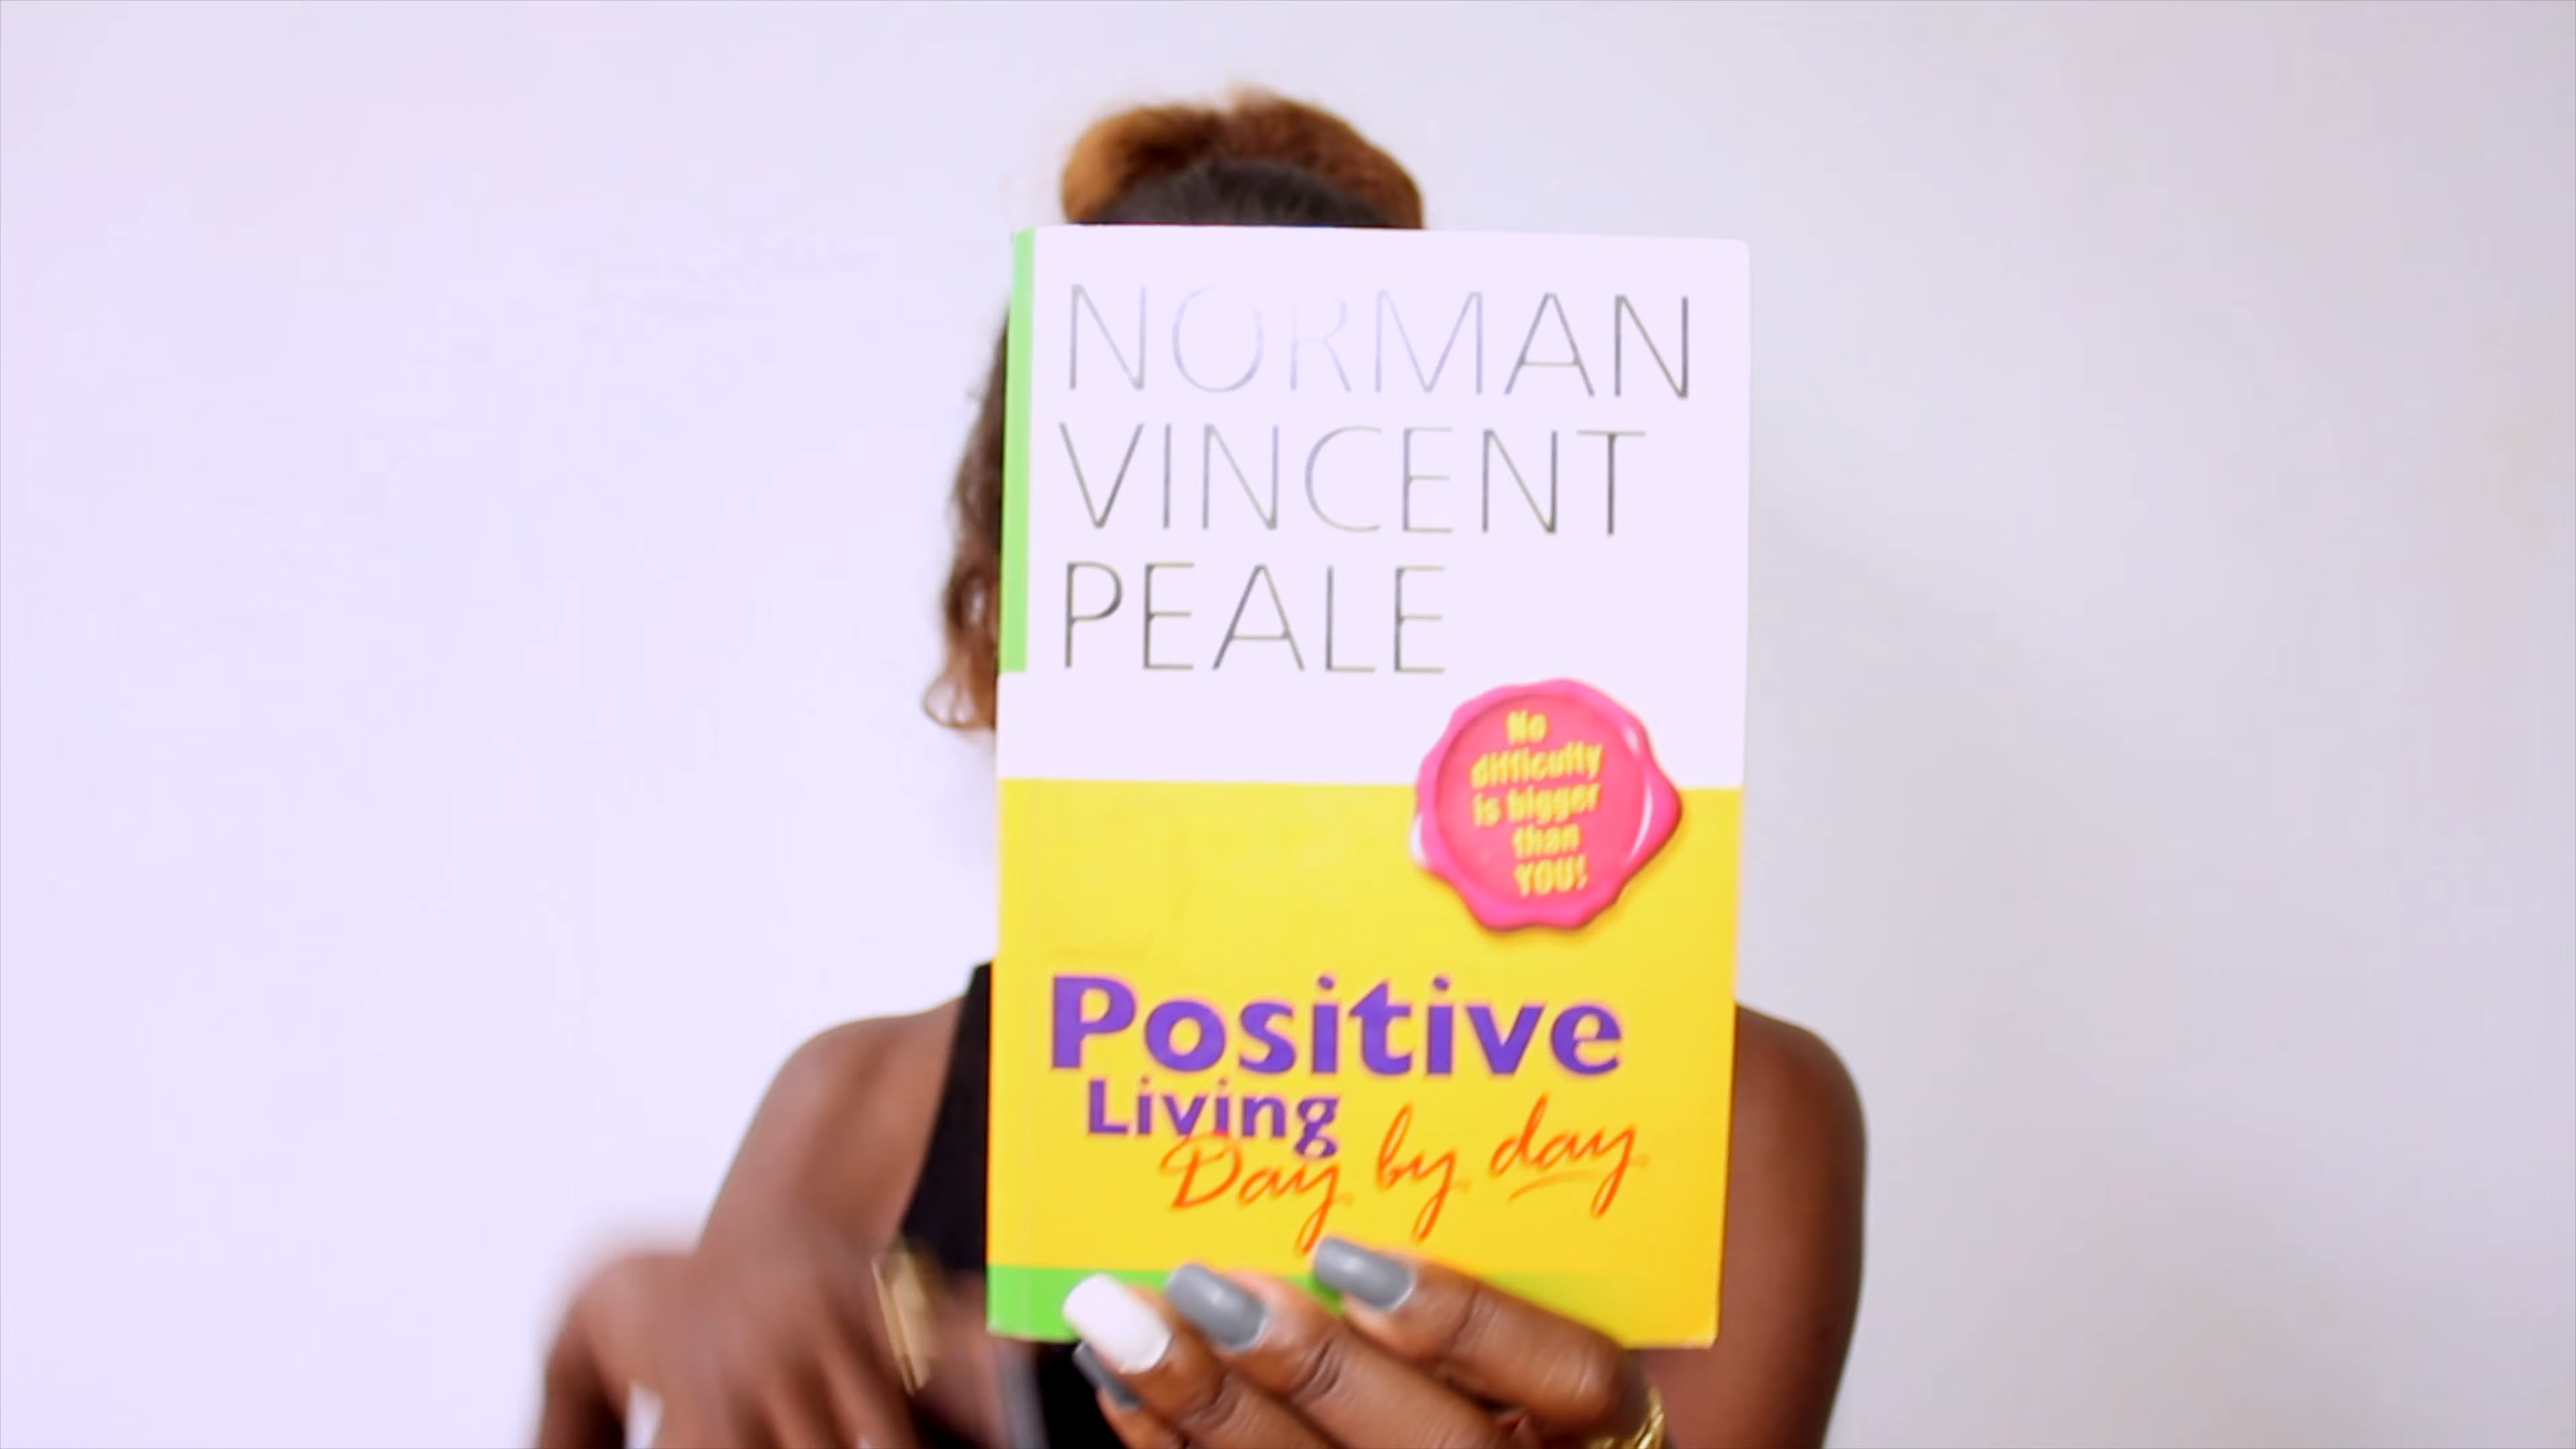 NORMAN
VINCENT
PEALE
No
difficulty
is bigger
than
YOU!
Positive
Living
Day by day